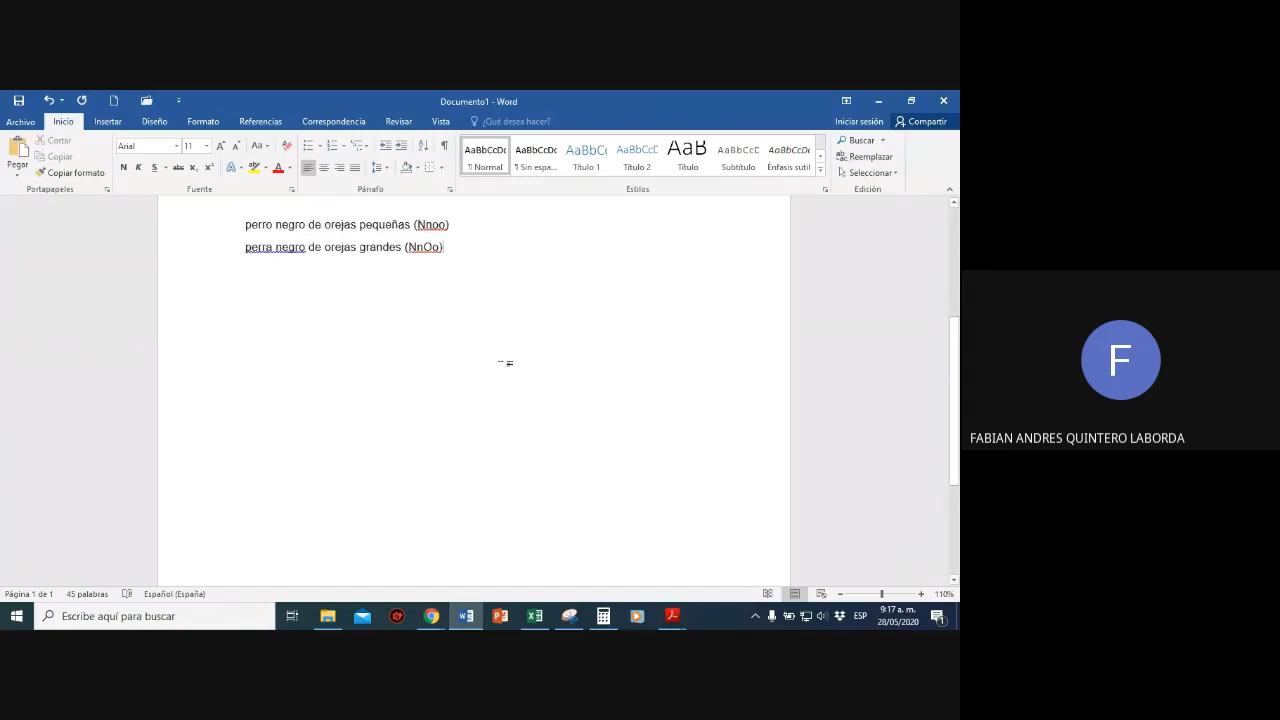 Documento1 - Word
Archivo Inicio Insertar Diseño Formato Referencias Correspondencia Revisar Vista ¿Qué desea hacer? Iniciar sesión Compartir
Pegar
Cortar
Copiar
Copiar formato
Portapapeles
Arial 11
N K S abc x₂ x²
Fuente
Párrafo
AaBbCcDc AaBbCcDc AaBbCc AaBbCcC AaB AaBbCcC AaBbCcDc
¶ Normal ¶ Sin espa... Título 1 Título 2 Título Subtítulo Énfasis sutil
Estilos
Buscar
Reemplazar
Seleccionar
Edición
perro negro de orejas pequeñas (Nnoo)
perra negro de orejas grandes (NnOo)
F
FABIAN ANDRES QUINTERO LABORDA
Página 1 de 1 45 palabras Español (España) 110%
Escribe aquí para buscar
ESP
9:17 a. m.
28/05/2020
1